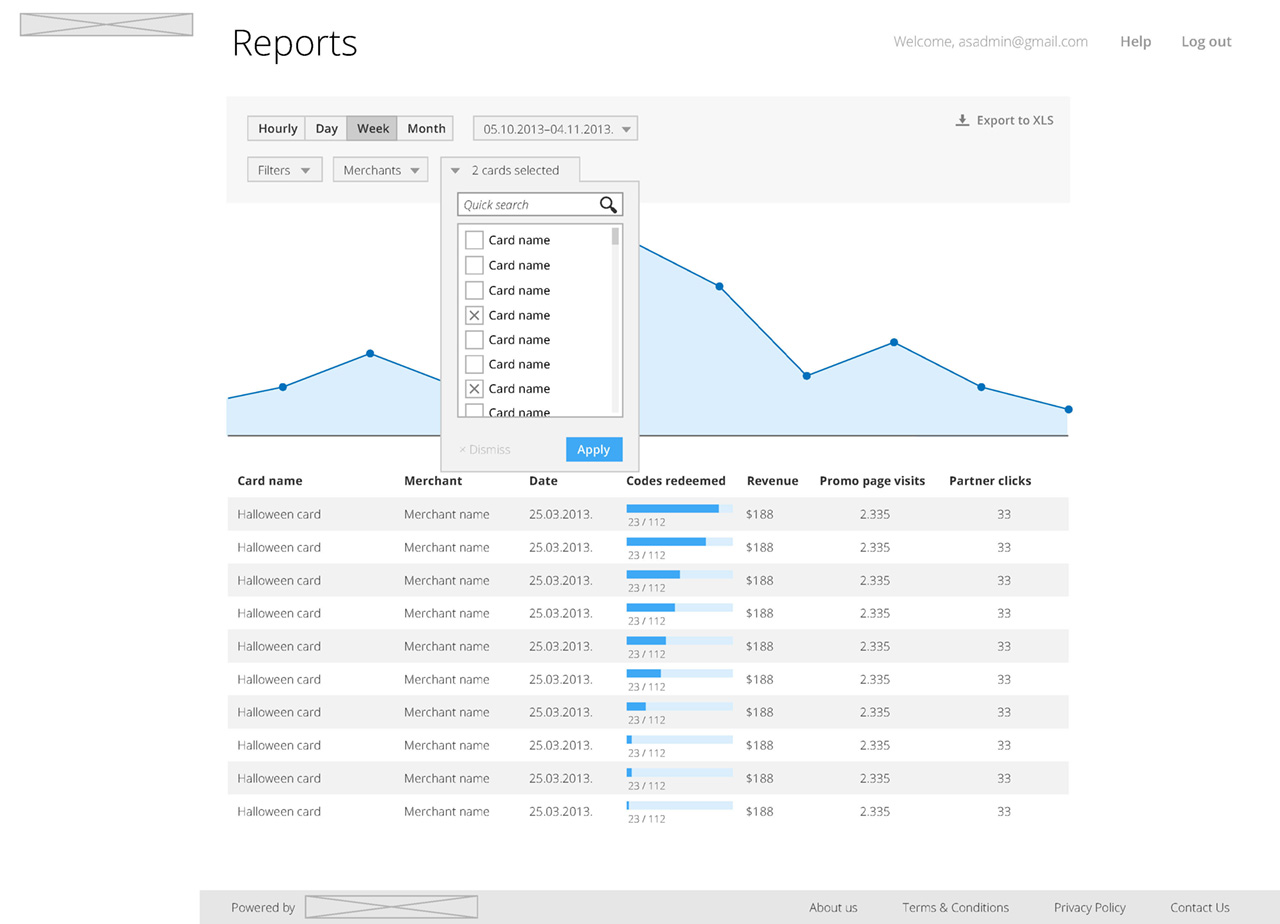 Reports
Welcome, asadmin@gmail.com Help Log out
Hourly Day Week Month 05.10.2013–04.11.2013. Export to XLS
Filters Merchants 2 cards selected
Quick search
Card name
Card name
Card name
Card name
Card name
Card name
Card name
Card name
× Dismiss Apply
Card name Merchant Date Codes redeemed Revenue Promo page visits Partner clicks
Halloween card Merchant name 25.03.2013. 23 / 112 $188 2.335 33
Halloween card Merchant name 25.03.2013. 23 / 112 $188 2.335 33
Halloween card Merchant name 25.03.2013. 23 / 112 $188 2.335 33
Halloween card Merchant name 25.03.2013. 23 / 112 $188 2.335 33
Halloween card Merchant name 25.03.2013. 23 / 112 $188 2.335 33
Halloween card Merchant name 25.03.2013. 23 / 112 $188 2.335 33
Halloween card Merchant name 25.03.2013. 23 / 112 $188 2.335 33
Halloween card Merchant name 25.03.2013. 23 / 112 $188 2.335 33
Halloween card Merchant name 25.03.2013. 23 / 112 $188 2.335 33
Halloween card Merchant name 25.03.2013. 23 / 112 $188 2.335 33
Powered by About us Terms & Conditions Privacy Policy Contact Us